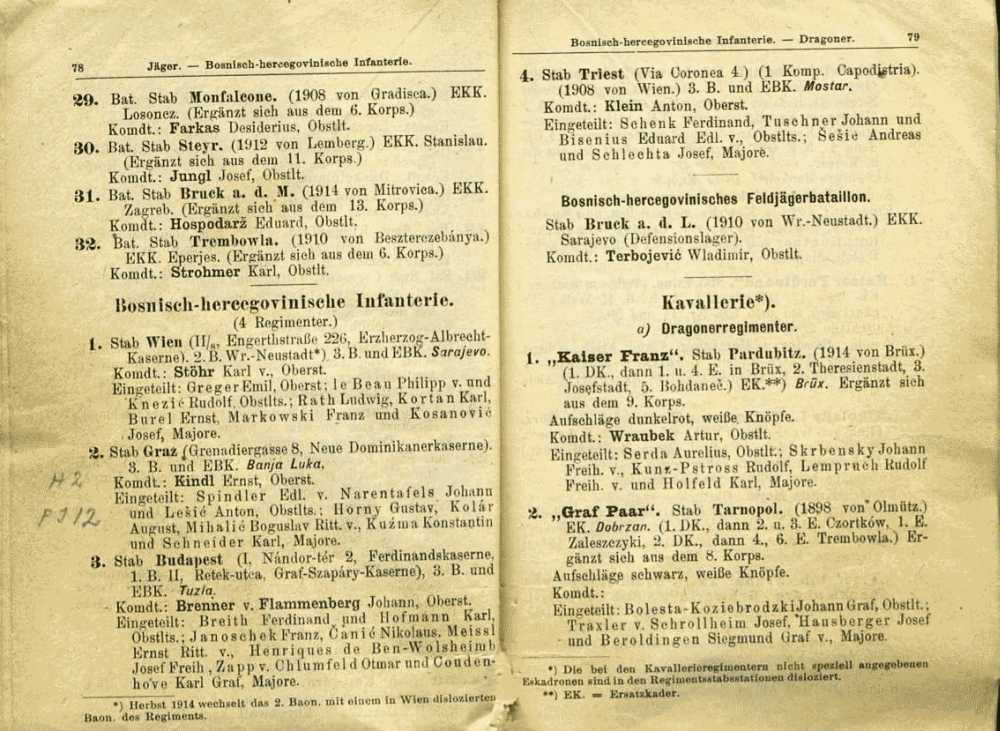 78 Jäger. — Bosnisch-hercegovinische Infanterie.
29. Bat. Stab Monfalcone. (1908 von Gradisca.) EKK.
Losoncz. (Ergänzt sich aus dem 6. Korps.)
Komdt.: Farkas Desiderius, Obstlt.
30. Bat. Stab Steyr. (1912 von Lemberg.) EKK. Stanislau.
(Ergänzt sich aus dem 11. Korps.)
Komdt.: Jungl Josef, Obstlt.
31. Bat. Stab Bruck a. d. M. (1914 von Mitrovica.) EKK.
Zagreb. (Ergänzt sich aus dem 13. Korps.)
Komdt.: Hospodarž Eduard, Obstlt.
32. Bat. Stab Trembowla. (1910 von Beszterczebánya.)
EKK. Eperjes. (Ergänzt sich aus dem 6. Korps.)
Komdt.: Strohmer Karl, Obstlt.
Bosnisch-hercegovinische Infanterie.
(4 Regimenter.)
1. Stab Wien (II/, Engerthstraße 226, Erzherzog-Albrecht-
Kaserne). 2. B. Wr.-Neustadt*) 3. B. und EBK. Sarajevo.
Komdt.: Stöhr Karl v., Oberst.
Eingeteilt: Greger Emil, Oberst; le Beau Philipp v. und
Knezić Rudolf, Obstlts.; Rath Ludwig, Kortan Karl,
Burel Ernst, Markowski Franz und Kosanović
Josef, Majore.
2. Stab Graz (Grenadiergasse 8, Neue Dominikanerkaserne).
3. B. und EBK. Banja Luka.
Komdt.: Kindl Ernst, Oberst.
Eingeteilt: Spindler Edl. v. Narentafels Johann
und Lešić Anton, Obstlts.; Horny Gustav, Kolář
August, Mihalić Boguslav Ritt. v., Kužma Konstantin
und Schneider Karl, Majore.
H2
PJ12
3. Stab Budapest (I, Nándor-tér 2, Ferdinandskaserne,
1. B. II, Retek-utca, Graf-Szapáry-Kaserne), 3. B. und
EBK. Tuzla.
Komdt.: Brenner v. Flammenberg Johann, Oberst.
Eingeteilt: Breith Ferdinand und Hofmann Karl,
Obstlts.; Janoschek Franz, Čanić Nikolaus, Meissl
Ernst Ritt. v., Henriques de Ben-Wolsheimb
Josef Freih., Zapp v. Chlumfeld Otmar und Couden-
hove Karl Graf, Majore.
*) Herbst 1914 wechselt das 2. Baon. mit einem in Wien dislozierten
Baon. des Regiments.
Bosnisch-hercegovinische Infanterie. — Dragoner. 79
4. Stab Triest (Via Coronea 4.) (1 Komp. Capodistria).
(1908 von Wien.) 3. B. und EBK. Mostar.
Komdt.: Klein Anton, Oberst.
Eingeteilt: Schenk Ferdinand, Tuschner Johann und
Bisenius Eduard Edl. v., Obstlts.; Sešić Andreas
und Schlechta Josef, Majore.
Bosnisch-hercegovinisches Feldjägerbataillon.
Stab Bruck a. d. L. (1910 von Wr.-Neustadt.) EKK.
Sarajevo (Defensionslager).
Komdt.: Terbojević Wladimir, Obstlt.
Kavallerie*).
a) Dragonerregimenter.
1. „Kaiser Franz“. Stab Pardubitz. (1914 von Brüx.)
(1. DK., dann 1. u. 4. E. in Brüx, 2. Theresienstadt, 3.
Josefstadt, 5. Bohdaneč.) EK.**) Brüx. Ergänzt sich
aus dem 9. Korps.
Aufschläge dunkelrot, weiße Knöpfe.
Komdt.: Wraubek Artur, Obstlt.
Eingeteilt: Serda Aurelius, Obstlt.; Skrbensky Johann
Freih. v., Kunz-Pstross Rudolf, Lempruch Rudolf
Freih. v. und Holfeld Karl, Majore.
2. „Graf Paar“. Stab Tarnopol. (1898 von Olmütz.)
EK. Dobrzan. (1. DK., dann 2. u. 3. E. Czortków, 1. E.
Zaleszczyki, 2. DK., dann 4., 6. E. Trembowla.) Er-
gänzt sich aus dem 8. Korps.
Aufschläge schwarz, weiße Knöpfe.
Komdt.:
Eingeteilt: Bolesta-Koziebrodzki Johann Graf, Obstlt.;
Traxler v. Schrollheim Josef, Hausberger Josef
und Beroldingen Siegmund Graf v., Majore.
*) Die bei den Kavallerieregimentern nicht speziell angegebenen
Eskadronen sind in den Regimentsstabsstationen disloziert.
**) EK. = Ersatzkader.